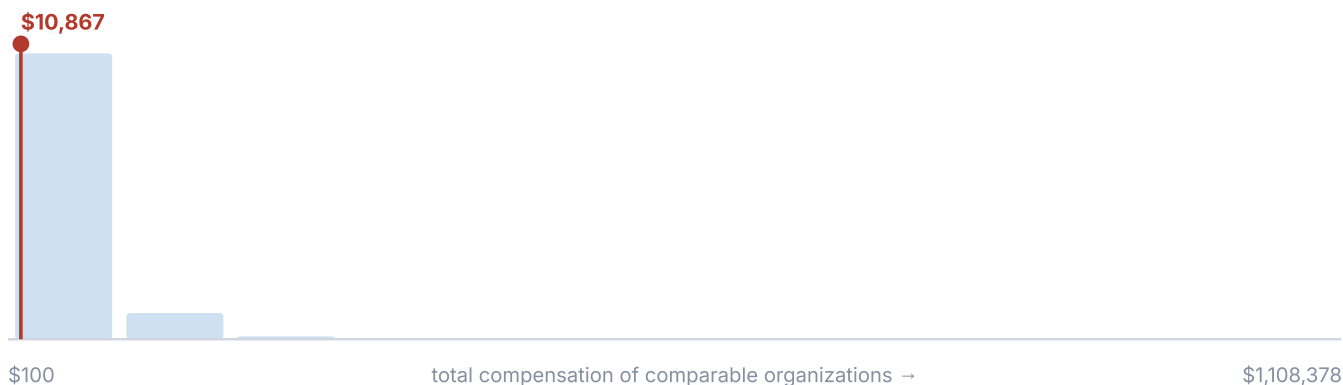 $10,867
$100 total compensation of comparable organizations → $1,108,378